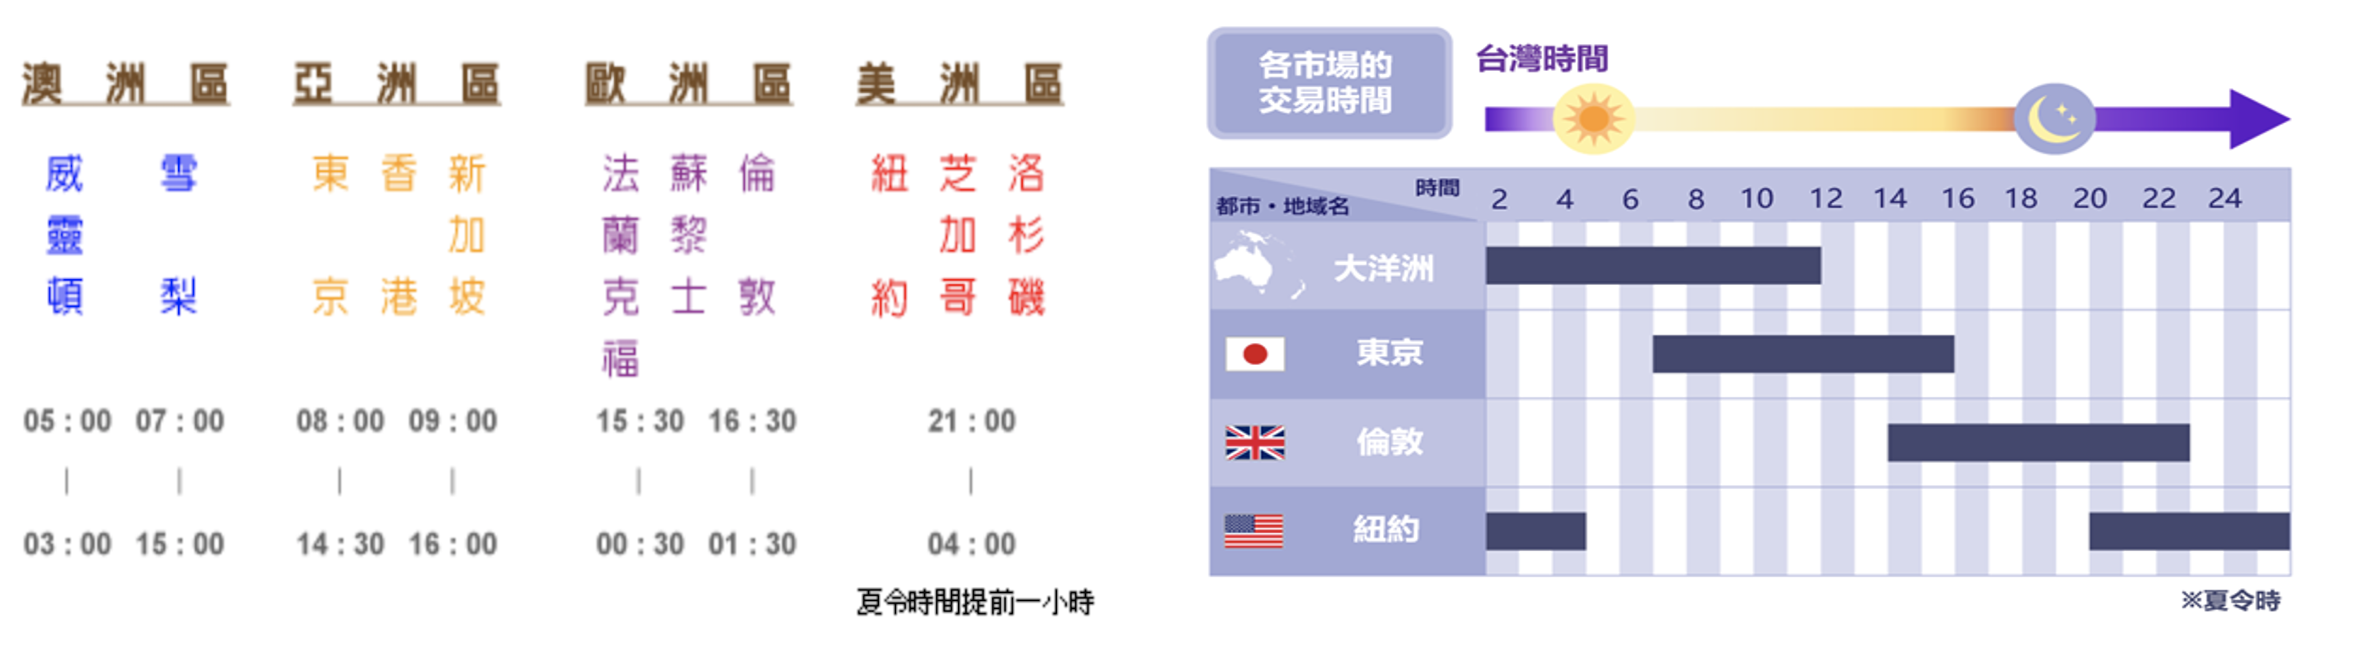 澳洲區
威靈頓
雪梨
05:00 07:00
03:00 15:00
亞洲區
東京
香港
新加坡
08:00 09:00
14:30 16:00
歐洲區
法蘭克福
蘇黎士
倫敦
15:30 16:30
00:30 01:30
美洲區
紐約
芝加哥
洛杉磯
21:00
04:00
夏令時間提前一小時
各市場的
交易時間
台灣時間
時間
都市・地域名
2 4 6 8 10 12 14 16 18 20 22 24
大洋洲
東京
倫敦
紐約
※夏令時